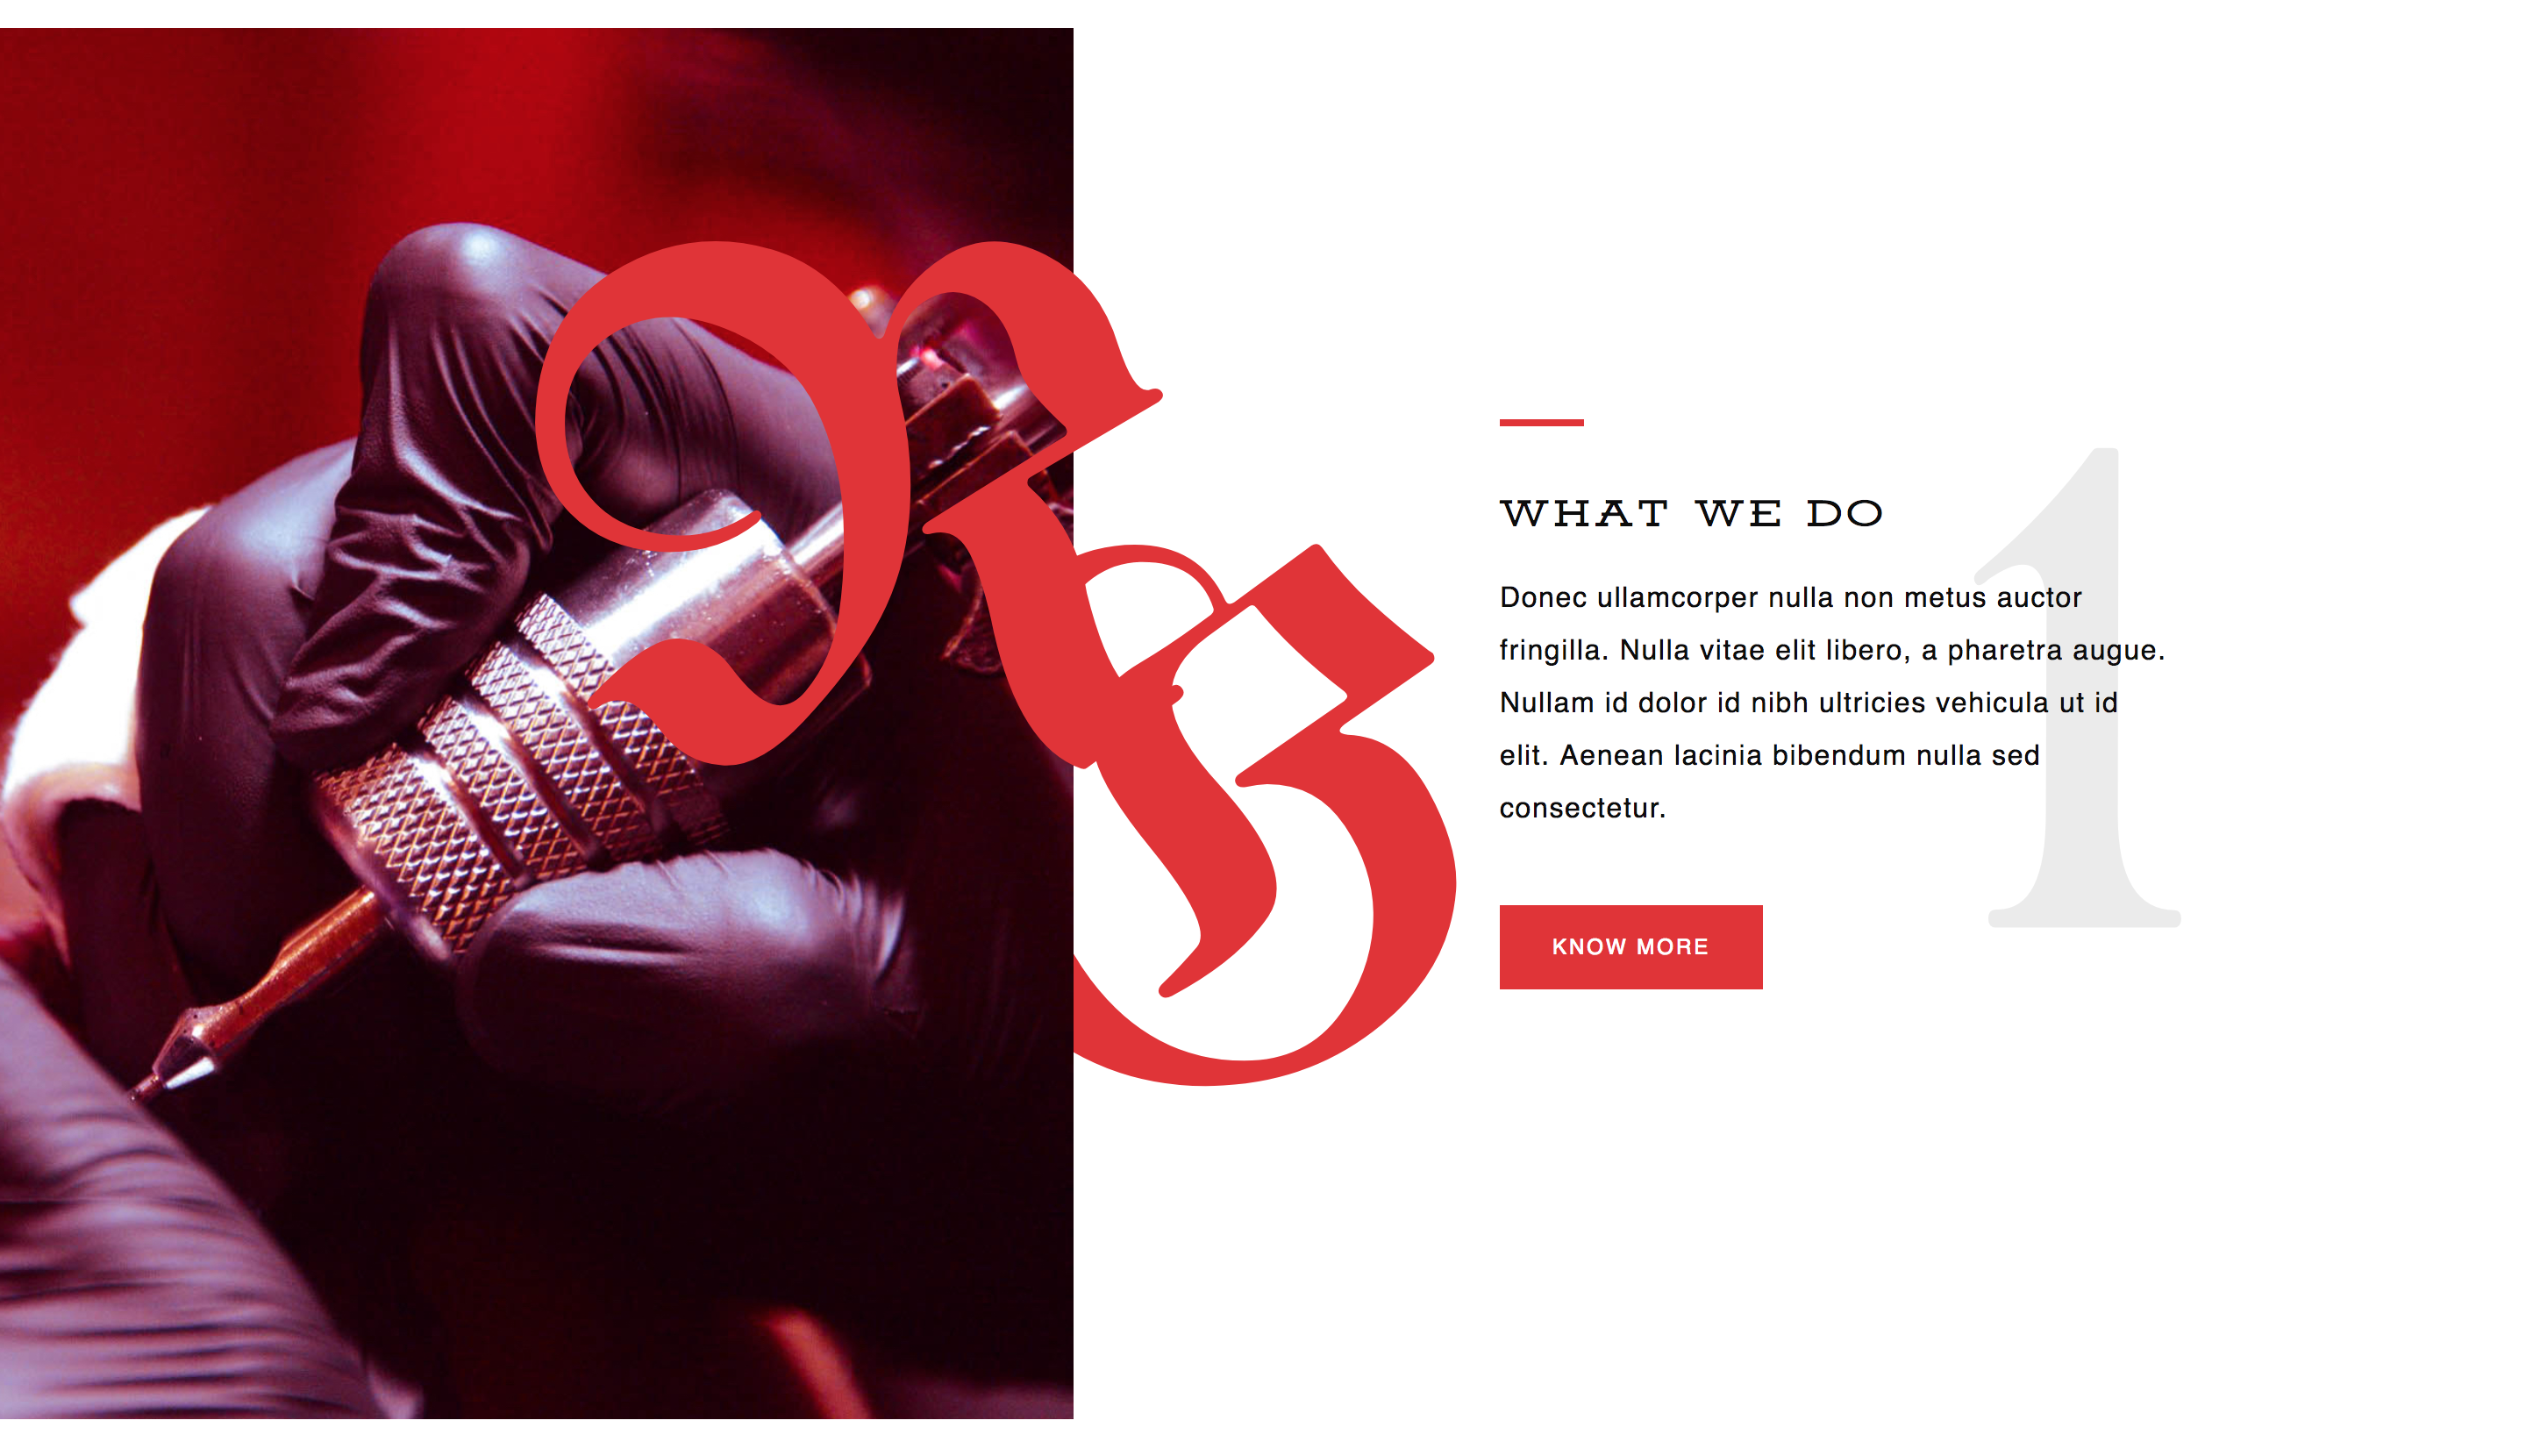 R
B
1
WHAT WE DO
Donec ullamcorper nulla non metus auctor
fringilla. Nulla vitae elit libero, a pharetra augue.
Nullam id dolor id nibh ultricies vehicula ut id
elit. Aenean lacinia bibendum nulla sed
consectetur.
KNOW MORE